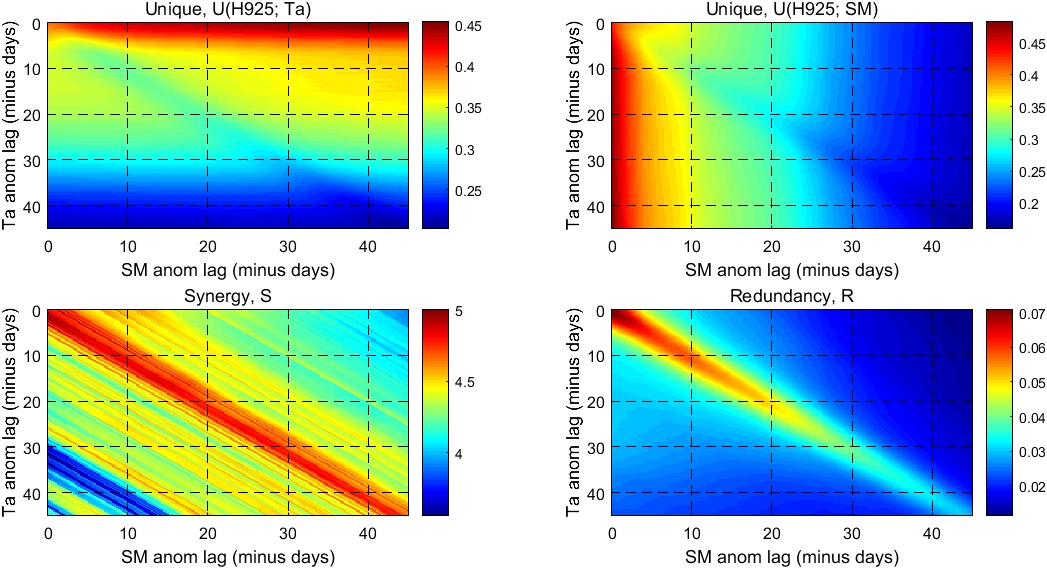 Unique, U(H925; Ta)
Ta anom lag (minus days)
0
10
20
30
40
0 10 20 30 40
SM anom lag (minus days)
0.45
0.4
0.35
0.3
0.25
Unique, U(H925; SM)
Ta anom lag (minus days)
0
10
20
30
40
0 10 20 30 40
SM anom lag (minus days)
0.45
0.4
0.35
0.3
0.25
0.2
Synergy, S
Ta anom lag (minus days)
0
10
20
30
40
0 10 20 30 40
SM anom lag (minus days)
5
4.5
4
Redundancy, R
Ta anom lag (minus days)
0
10
20
30
40
0 10 20 30 40
SM anom lag (minus days)
0.07
0.06
0.05
0.04
0.03
0.02